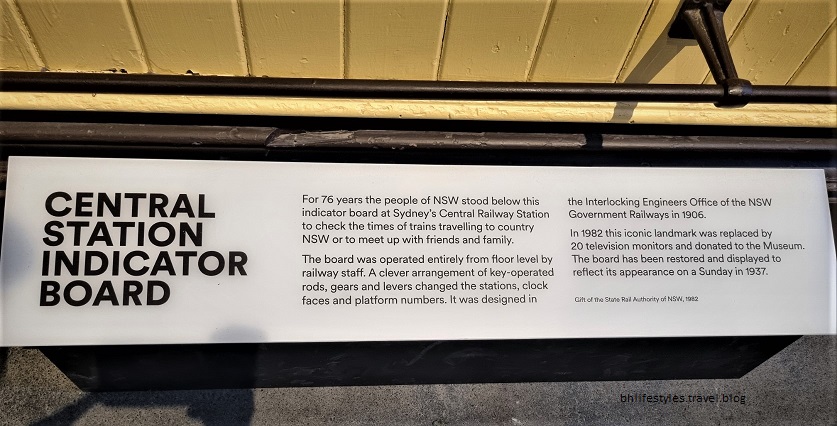 CENTRAL
STATION
INDICATOR
BOARD
For 76 years the people of NSW stood below this
indicator board at Sydney's Central Railway Station
to check the times of trains travelling to country
NSW or to meet up with friends and family.
The board was operated entirely from floor level by
railway staff. A clever arrangement of key-operated
rods, gears and levers changed the stations, clock
faces and platform numbers. It was designed in
the Interlocking Engineers Office of the NSW
Government Railways in 1906.
In 1982 this iconic landmark was replaced by
20 television monitors and donated to the Museum.
The board has been restored and displayed to
reflect its appearance on a Sunday in 1937.
Gift of the State Rail Authority of NSW, 1982
bhlifestyles.travel.blog